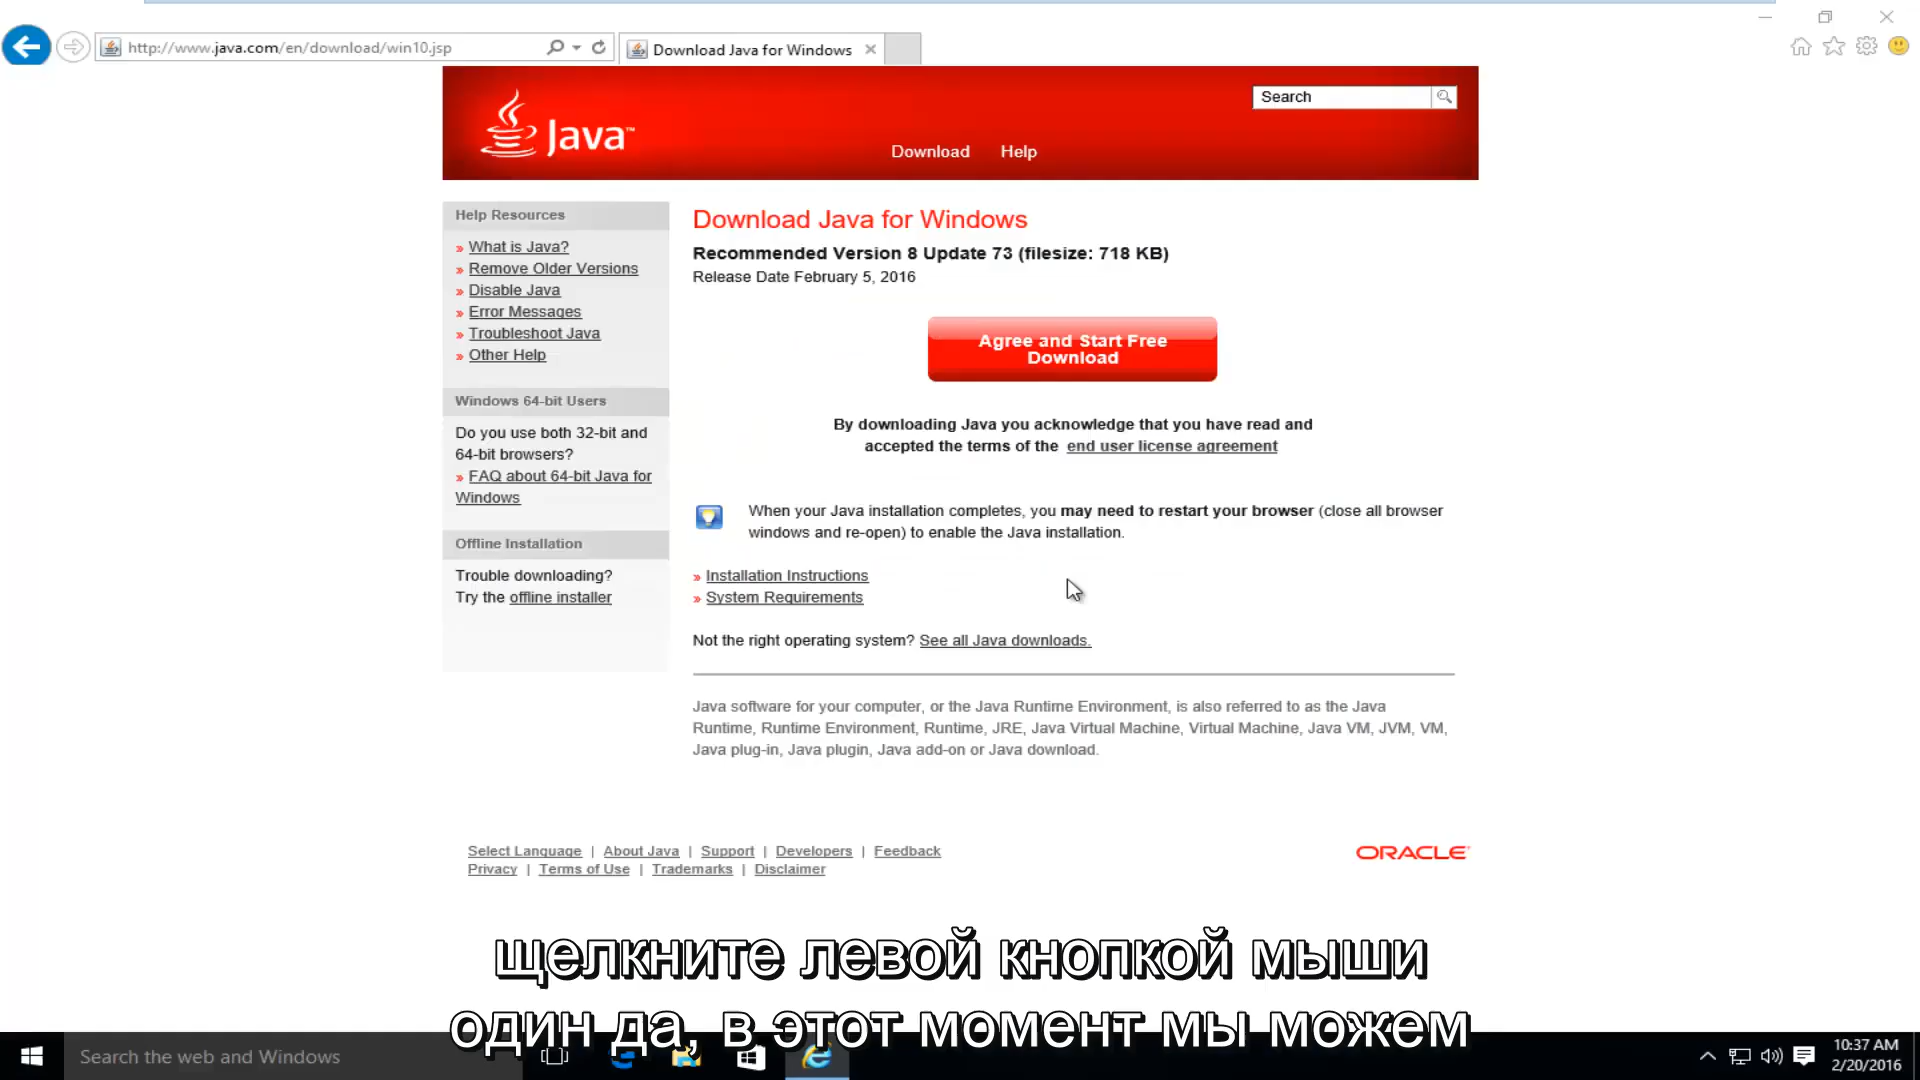 http://www.java.com/en/download/win10.jsp
Download Java for Windows
Java™
Search
Download Help
Help Resources
» What is Java?
» Remove Older Versions
» Disable Java
» Error Messages
» Troubleshoot Java
» Other Help
Windows 64-bit Users
Do you use both 32-bit and
64-bit browsers?
» FAQ about 64-bit Java for
Windows
Offline Installation
Trouble downloading?
Try the offline installer
Download Java for Windows
Recommended Version 8 Update 73 (filesize: 718 KB)
Release Date February 5, 2016
Agree and Start Free
Download
By downloading Java you acknowledge that you have read and
accepted the terms of the end user license agreement
When your Java installation completes, you may need to restart your browser (close all browser
windows and re-open) to enable the Java installation.
» Installation Instructions
» System Requirements
Not the right operating system? See all Java downloads.
Java software for your computer, or the Java Runtime Environment, is also referred to as the Java
Runtime, Runtime Environment, Runtime, JRE, Java Virtual Machine, Virtual Machine, Java VM, JVM, VM,
Java plug-in, Java plugin, Java add-on or Java download.
Select Language | About Java | Support | Developers | Feedback
Privacy | Terms of Use | Trademarks | Disclaimer
ORACLE
щелкните левой кнопкой мыши
один да, в этот момент мы можем
Search the web and Windows
10:37 AM
2/20/2016